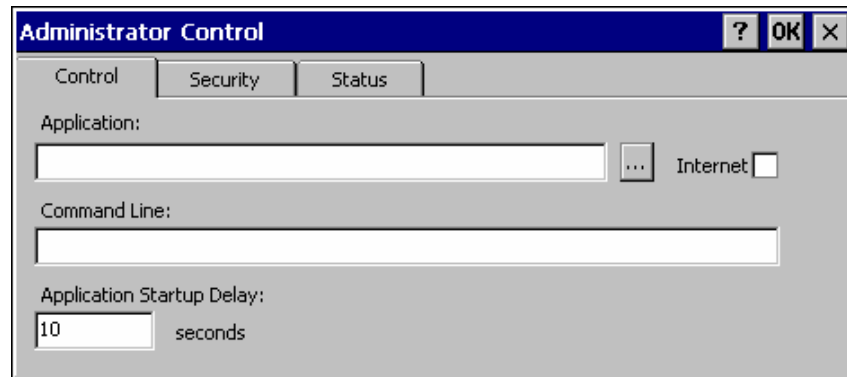 Administrator Control ? OK ×
Control Security Status
Application:
... Internet
Command Line:
Application Startup Delay:
10 seconds